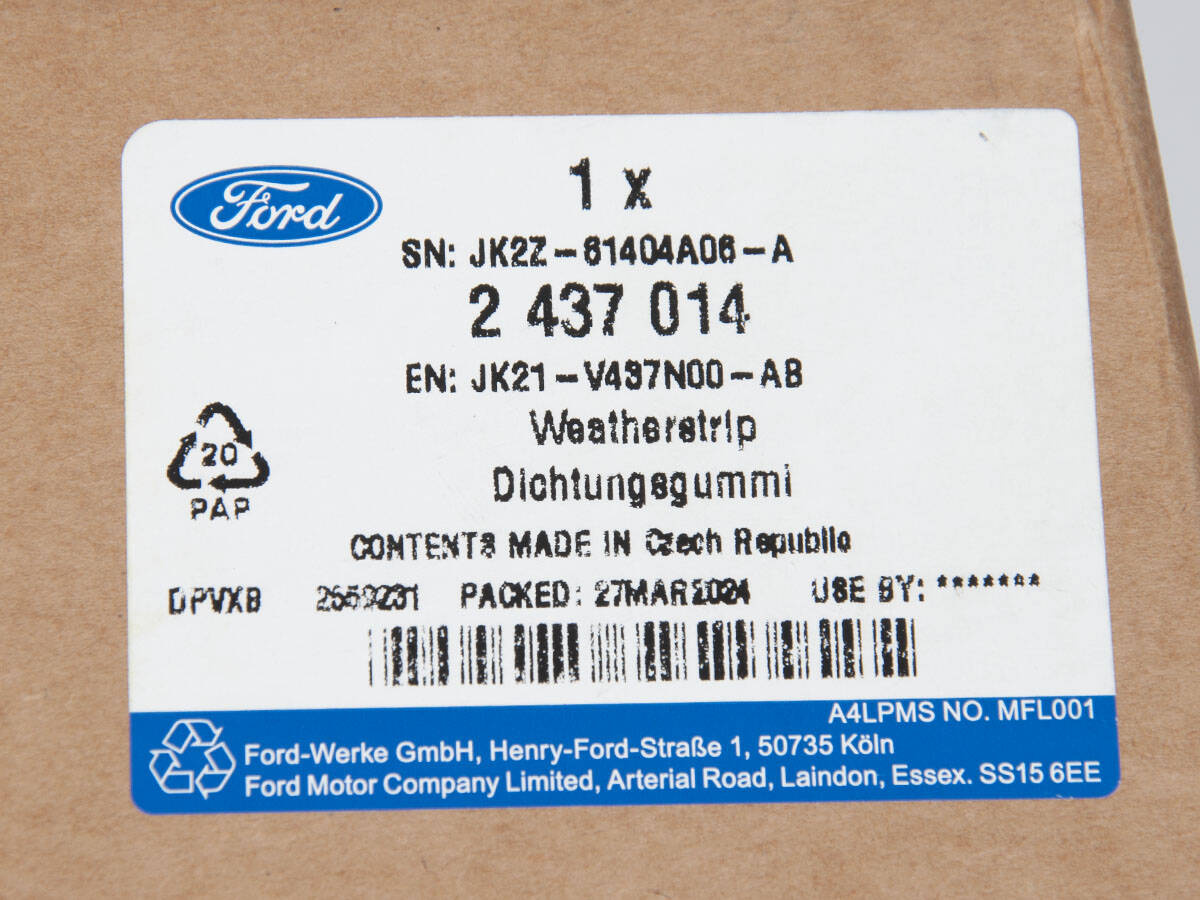 Ford
1 x
SN: JK2Z-61404A06-A
2 437 014
EN: JK21-V437N00-AB
Weatherstrip
Dichtungsgummi
20
PAP
CONTENTS MADE IN Czech Republic
DPVXB PACKED: 27MAR2024 USE BY: *******
A4LPMS NO. MFL001
Ford-Werke GmbH, Henry-Ford-Straße 1, 50735 Köln
Ford Motor Company Limited, Arterial Road, Laindon, Essex. SS15 6EE